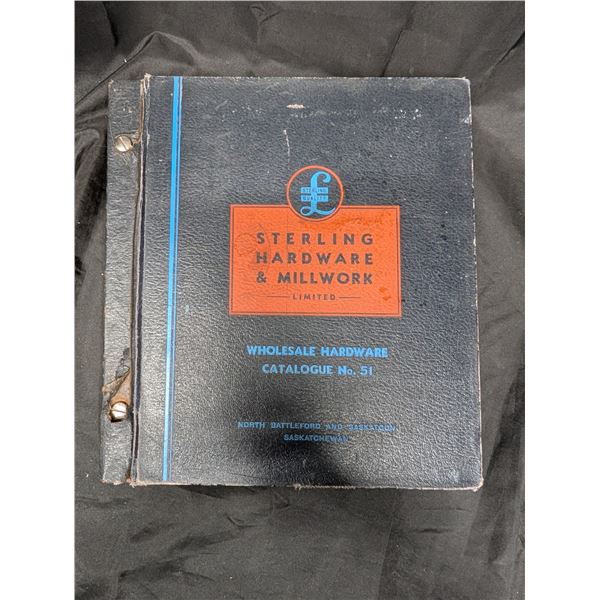 STERLING
QUALITY
STERLING
HARDWARE
& MILLWORK
LIMITED
WHOLESALE HARDWARE
CATALOGUE No. 51
NORTH BATTLEFORD AND SASKATOON
SASKATCHEWAN